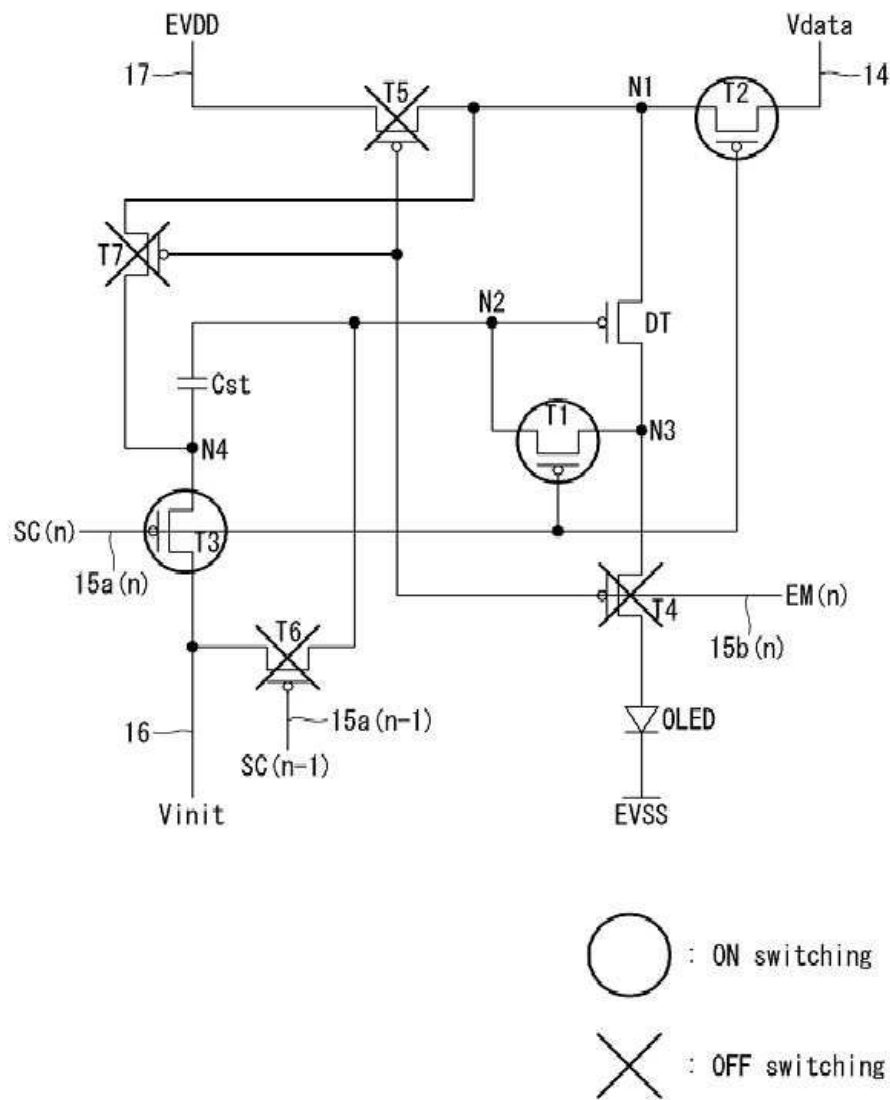 EVDD
Vdata
17
T5
N1
T2
14
T7
N2
DT
Cst
T1
N3
N4
SC(n)
T3
15a(n)
T4
EM(n)
T6
15b(n)
16
15a(n-1)
OLED
SC(n-1)
Vinit
EVSS
: ON switching
: OFF switching